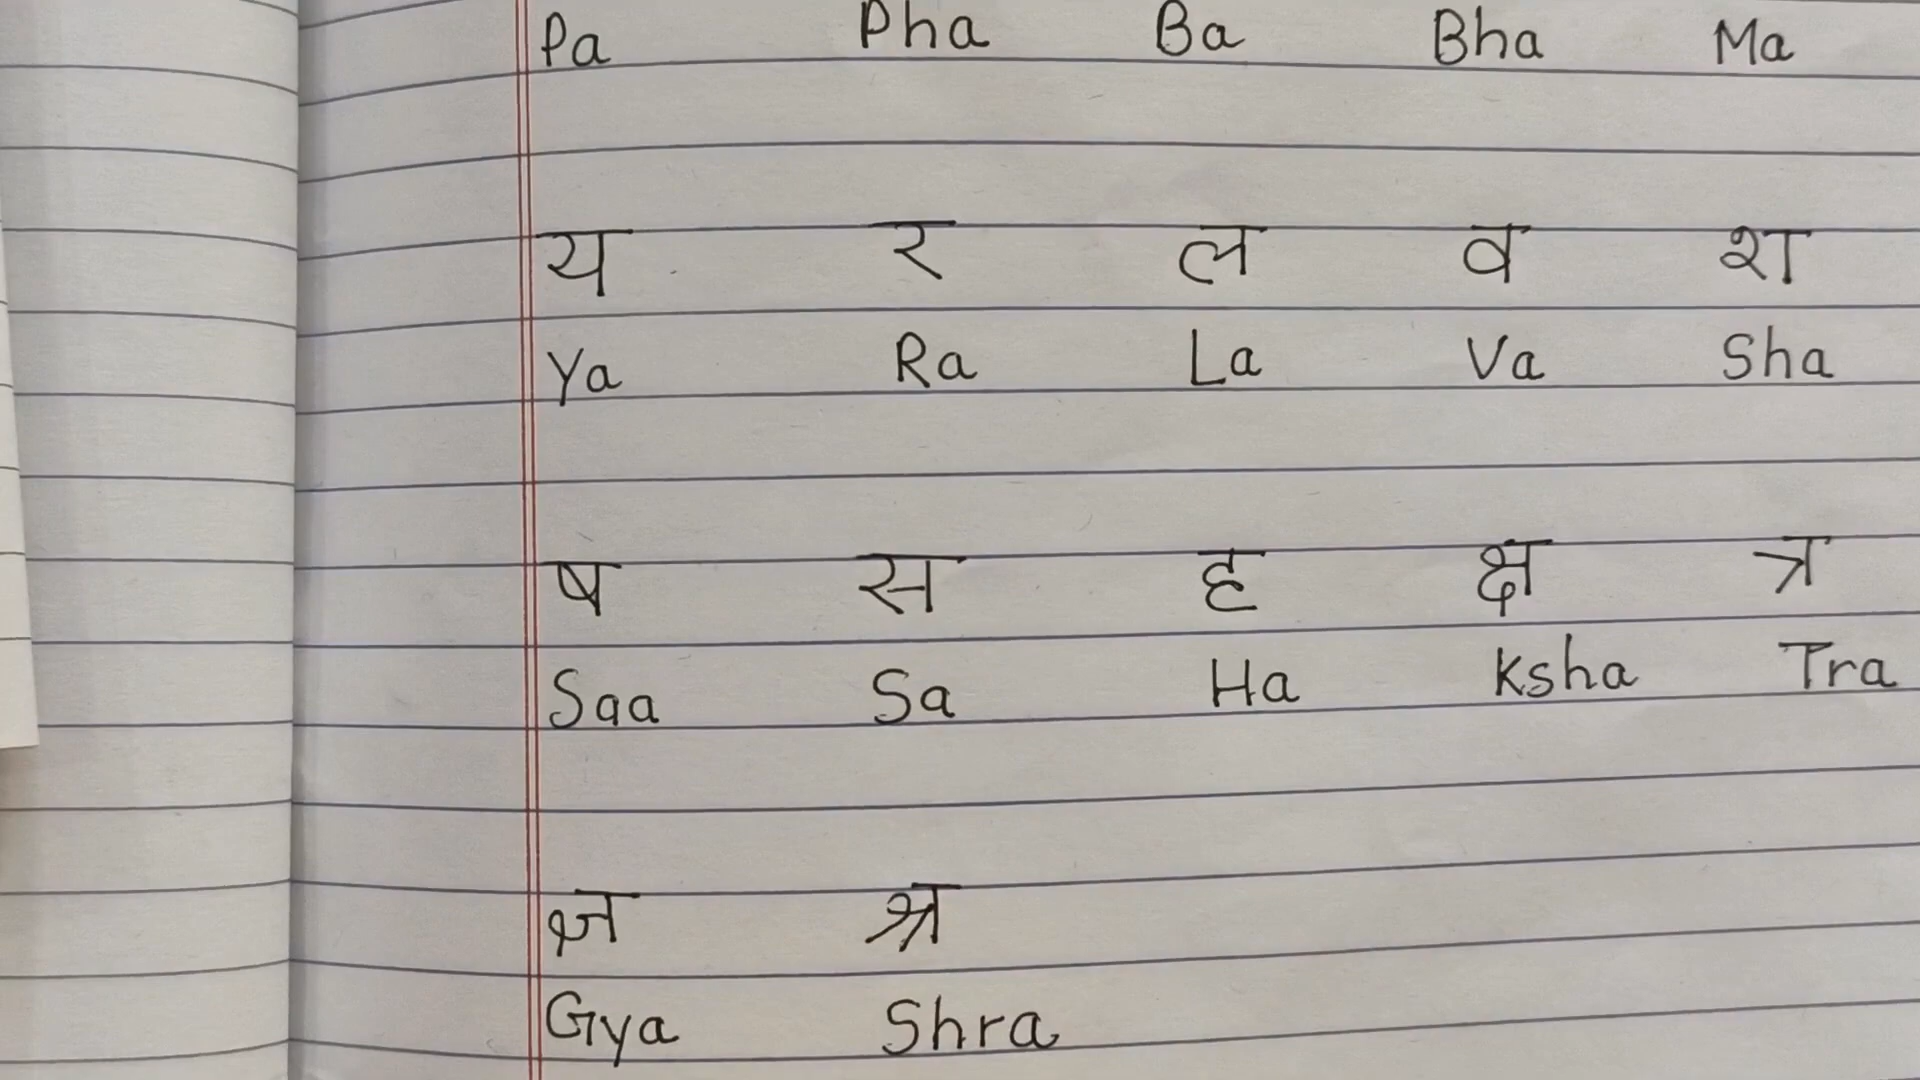 Pa Pha Ba Bha Ma
य र ल व श
Ya Ra La Va Sha
ष स ह क्ष त्र
Saa Sa Ha Ksha Tra
ज्ञ श्र
Gya Shra